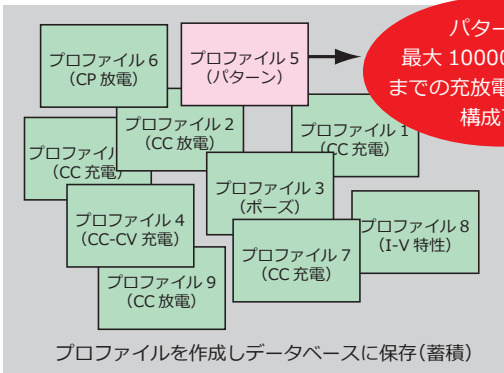 プロファイル 6
(CP 放電)
プロファイル 5
(パターン)
パター
最大 10000
までの充放電
構成
プロファイル 2
(CC 放電)
プロファイル 1
(CC 充電)
プロファイル
(CC 充電)
プロファイル 3
(ポーズ)
プロファイル 4
(CC-CV 充電)
プロファイル 7
(CC 充電)
プロファイル 8
(I-V 特性)
プロファイル 9
(CC 放電)
プロファイルを作成しデータベースに保存(蓄積)